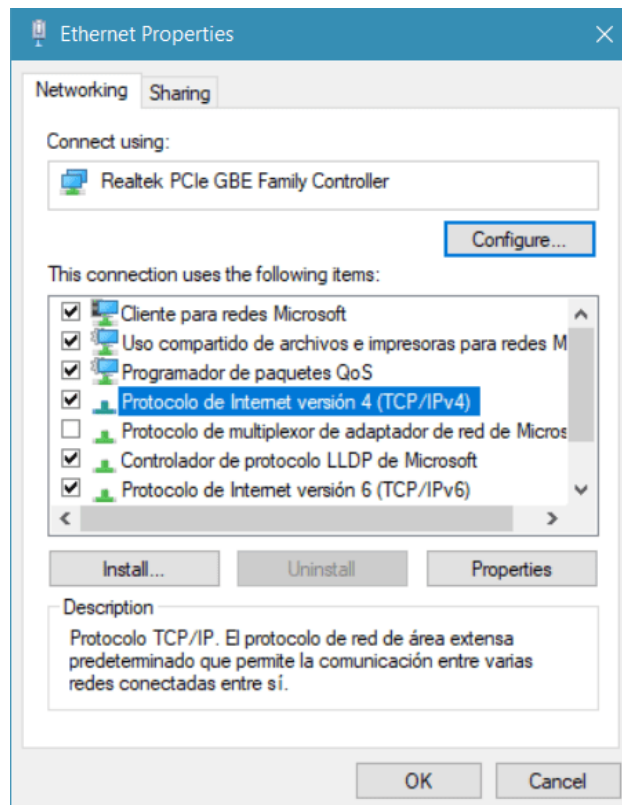 Ethernet Properties
Networking
Sharing
Connect using:
Realtek PCIe GBE Family Controller
Configure...
This connection uses the following items:
Cliente para redes Microsoft
Uso compartido de archivos e impresoras para redes M
Programador de paquetes QoS
Protocolo de Internet versión 4 (TCP/IPv4)
Protocolo de multiplexor de adaptador de red de Micros
Controlador de protocolo LLDP de Microsoft
Protocolo de Internet versión 6 (TCP/IPv6)
Install...
Uninstall
Properties
Description
Protocolo TCP/IP. El protocolo de red de área extensa
predeterminado que permite la comunicación entre varias
redes conectadas entre sí.
OK
Cancel